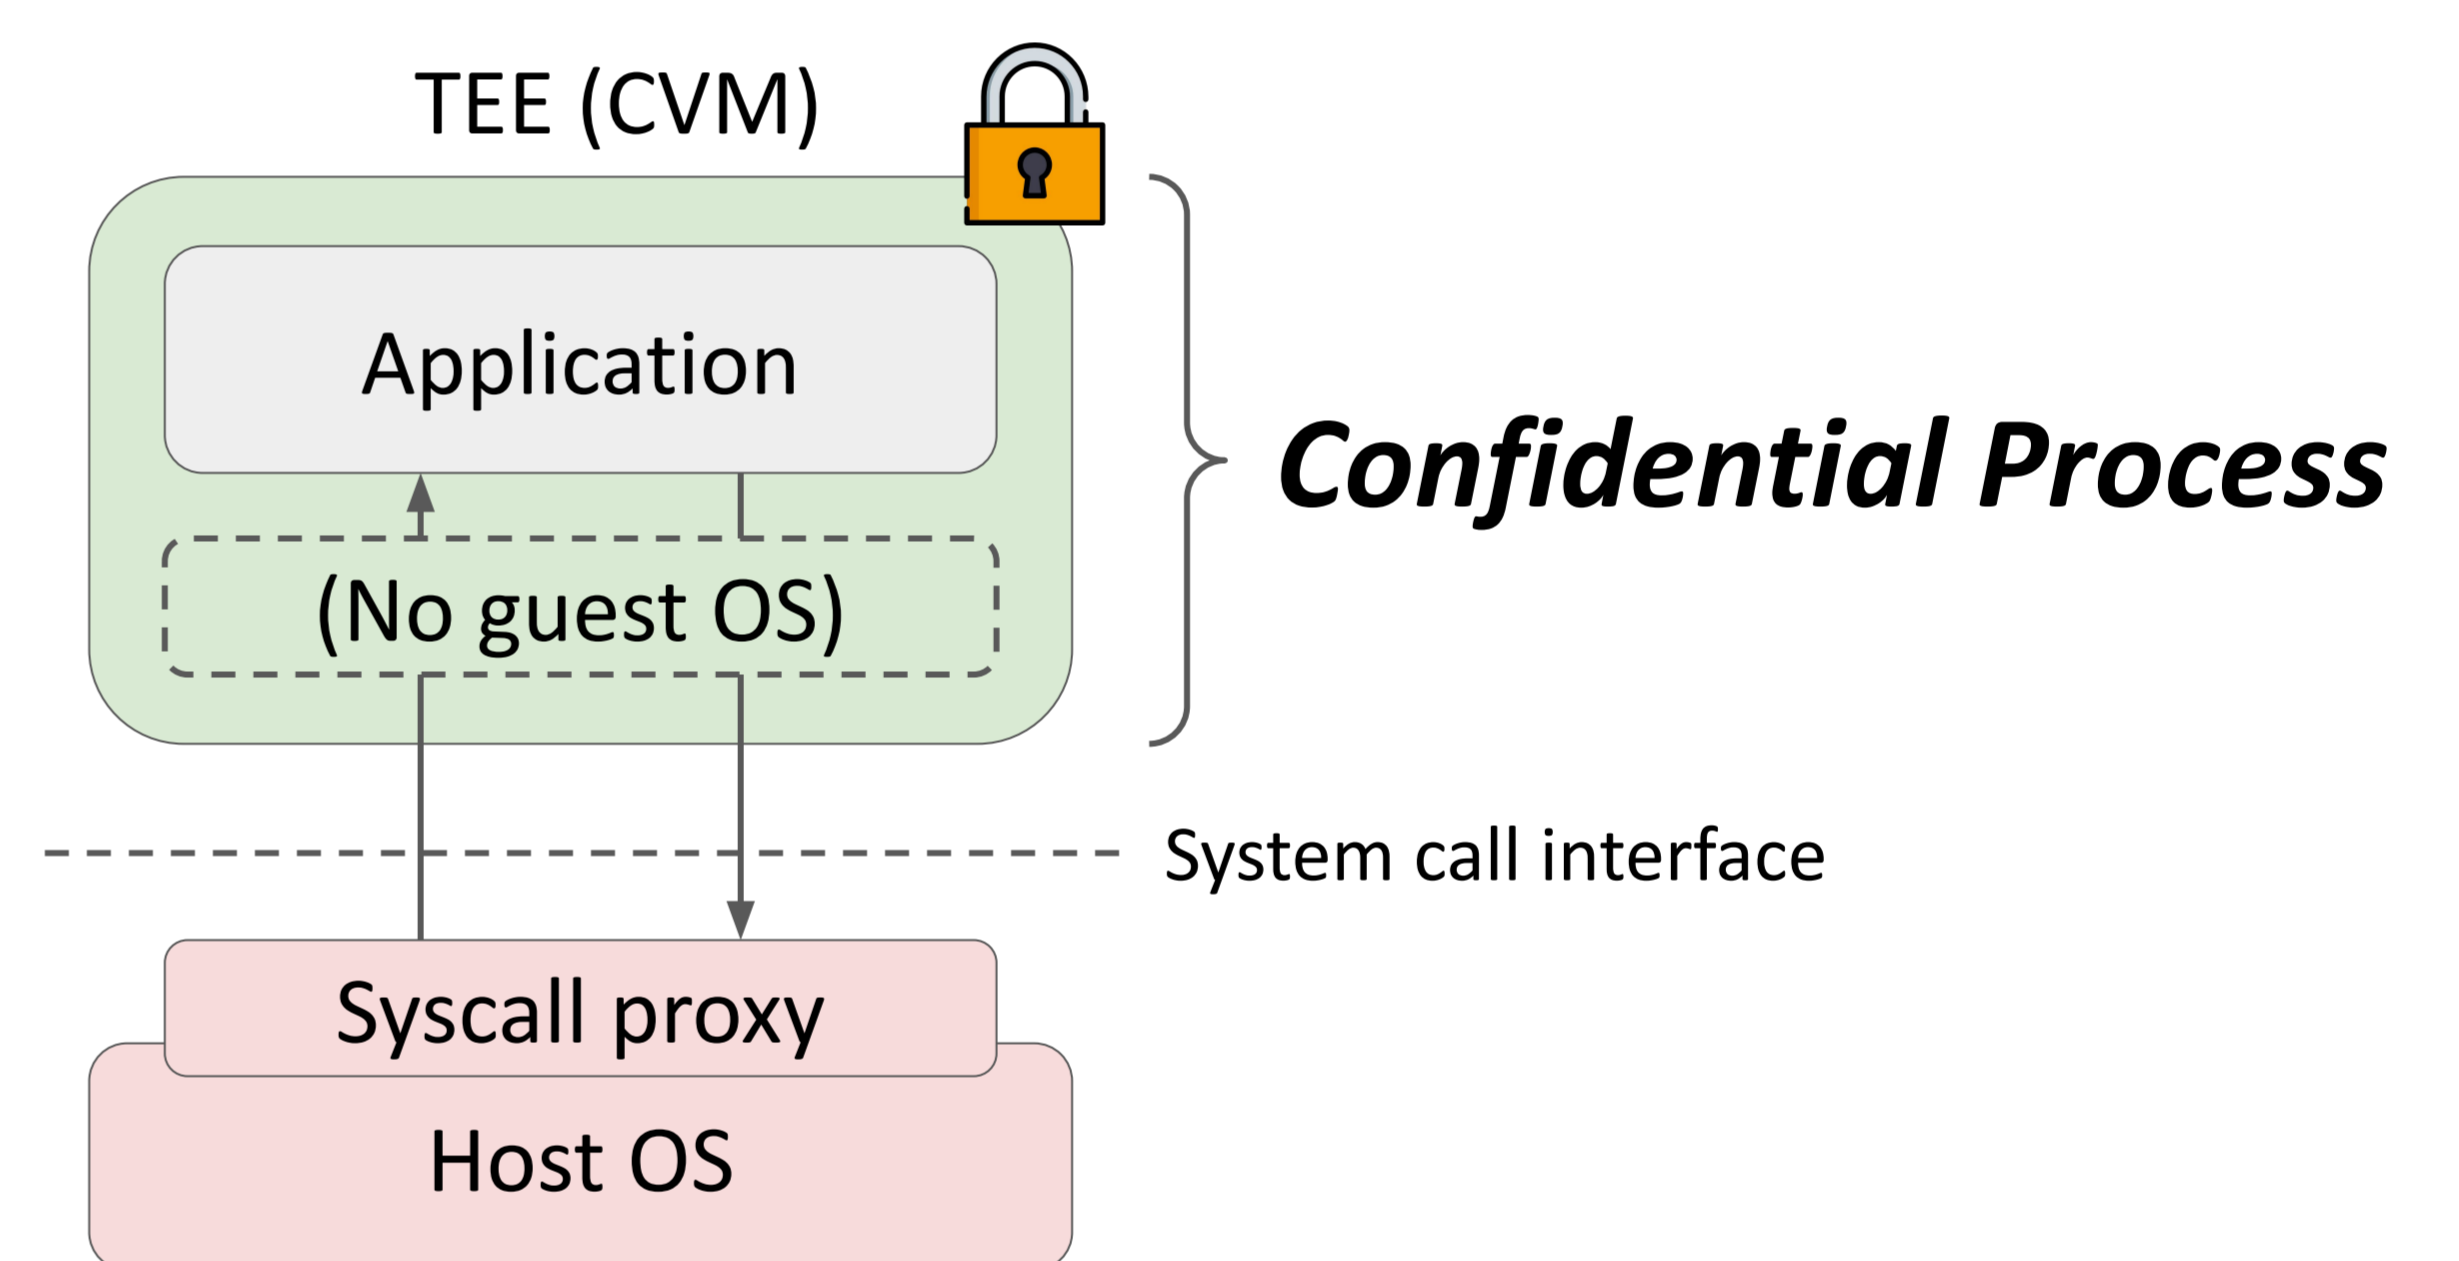 TEE (CVM)
Application
(No guest OS)
Confidential Process
System call interface
Syscall proxy
Host OS